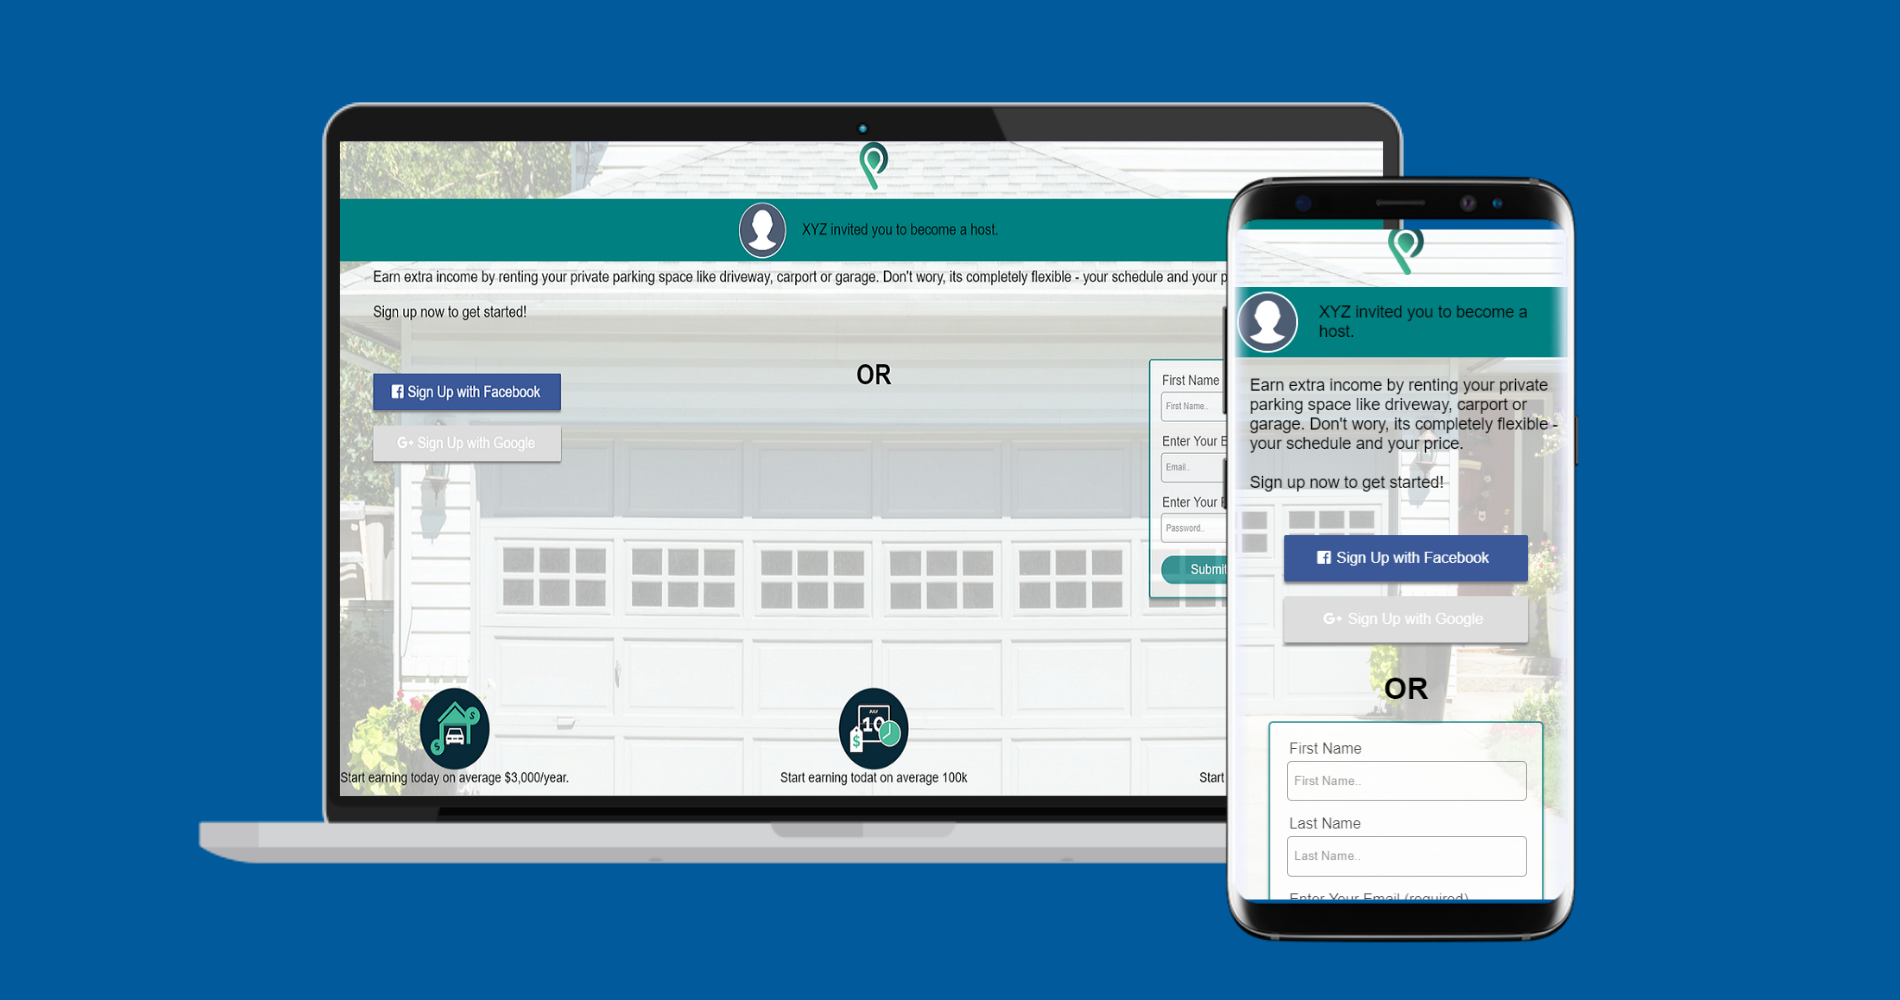 XYZ invited you to become a host.
Earn extra income by renting your private parking space like driveway, carport or garage. Don't wory, its completely flexible - your schedule and your p
Sign up now to get started!
Sign Up with Facebook
G+ Sign Up with Google
OR
First Name
First Name..
Enter Your E
Email..
Enter Your
Password..
Submit
JULY
10
$
$
$
Start earning today on average $3,000/year.
Start earning todat on average 100k
Start
XYZ invited you to become a
host.
Earn extra income by renting your private
parking space like driveway, carport or
garage. Don't wory, its completely flexible -
your schedule and your price.
Sign up now to get started!
Sign Up with Facebook
G+ Sign Up with Google
OR
First Name
First Name..
Last Name
Last Name..
Enter Your Email (required)